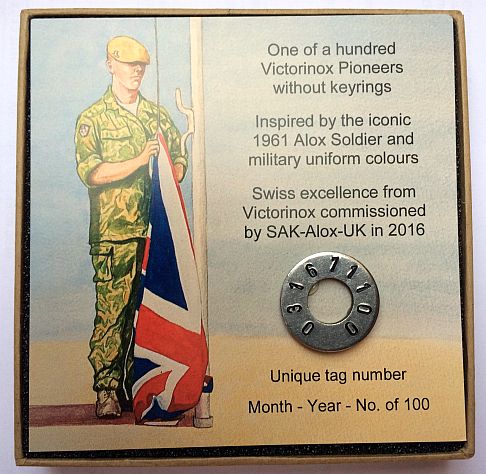 One of a hundred
Victorinox Pioneers
without keyrings
Inspired by the iconic
1961 Alox Soldier and
military uniform colours
Swiss excellence from
Victorinox commissioned
by SAK-Alox-UK in 2016
031671100
Unique tag number
Month - Year - No. of 100